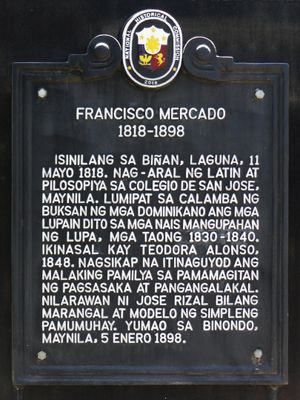 NATIONAL HISTORICAL COMMISSION
2018
FRANCISCO MERCADO
1818-1898
ISINILANG SA BIÑAN, LAGUNA, 11
MAYO 1818. NAG-ARAL NG LATIN AT
PILOSOPIYA SA COLEGIO DE SAN JOSE,
MAYNILA. LUMIPAT SA CALAMBA NG
BUKSAN NG MGA DOMINIKANO ANG MGA
LUPAIN DITO SA MGA NAIS MANGUPAHAN
NG LUPA, MGA TAONG 1830-1840.
IKINASAL KAY TEODORA ALONSO,
1848. NAGSIKAP NA ITINAGUYOD ANG
MALAKING PAMILYA SA PAMAMAGITAN
NG PAGSASAKA AT PANGANGALAKAL.
NILARAWAN NI JOSE RIZAL BILANG
MARANGAL AT MODELO NG SIMPLENG
PAMUMUHAY. YUMAO SA BINONDO,
MAYNILA, 5 ENERO 1898.